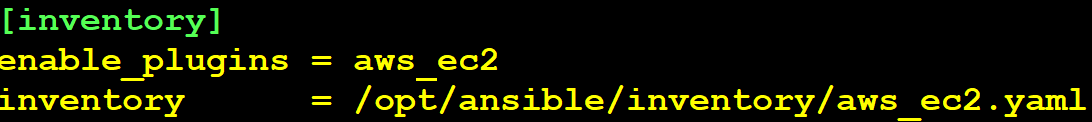 [inventory]
enable_plugins = aws_ec2
inventory      = /opt/ansible/inventory/aws_ec2.yaml